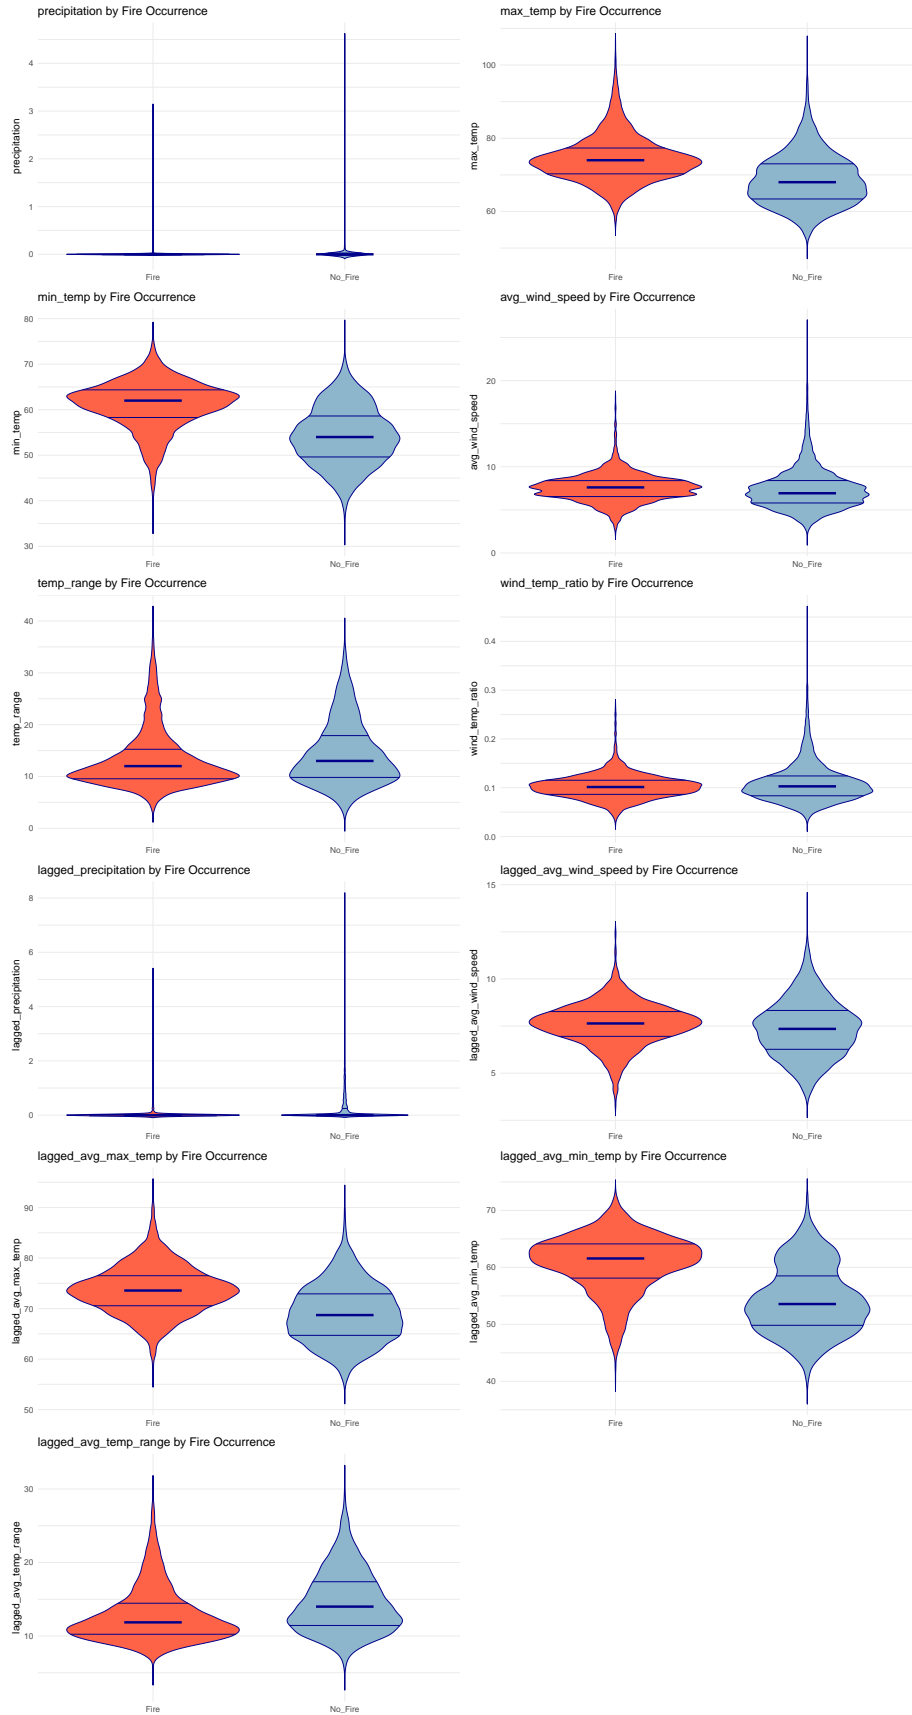 precipitation by Fire Occurrence
precipitation
4
3
2
1
0
Fire
No_Fire
max_temp by Fire Occurrence
max_temp
100
80
60
Fire
No_Fire
min_temp by Fire Occurrence
min_temp
80
70
60
50
40
30
Fire
No_Fire
avg_wind_speed by Fire Occurrence
avg_wind_speed
20
10
0
Fire
No_Fire
temp_range by Fire Occurrence
temp_range
40
30
20
10
0
Fire
No_Fire
wind_temp_ratio by Fire Occurrence
wind_temp_ratio
0.4
0.3
0.2
0.1
0.0
Fire
No_Fire
lagged_precipitation by Fire Occurrence
lagged_precipitation
8
6
4
2
0
Fire
No_Fire
lagged_avg_wind_speed by Fire Occurrence
lagged_avg_wind_speed
15
10
5
Fire
No_Fire
lagged_avg_max_temp by Fire Occurrence
lagged_avg_max_temp
90
80
70
60
50
Fire
No_Fire
lagged_avg_min_temp by Fire Occurrence
lagged_avg_min_temp
70
60
50
40
Fire
No_Fire
lagged_avg_temp_range by Fire Occurrence
lagged_avg_temp_range
30
20
10
Fire
No_Fire